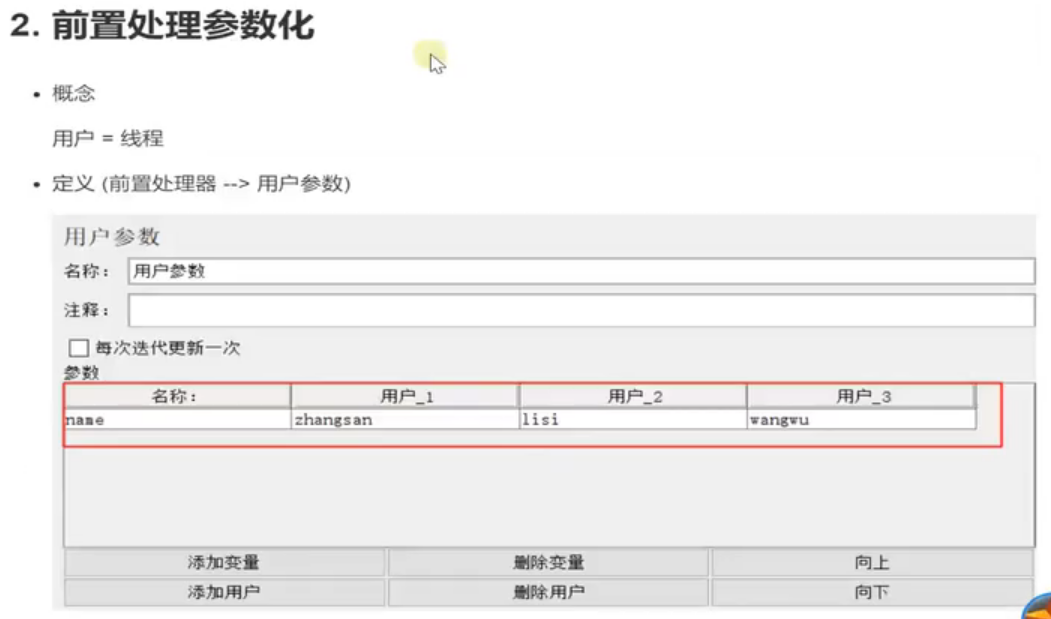 2. 前置处理参数化
• 概念
用户 = 线程
• 定义 (前置处理器 --> 用户参数)
用户参数
名称： 用户参数
注释：
每次迭代更新一次
参数
名称： 用户_1 用户_2 用户_3
name zhangsan lisi wangwu
添加变量 删除变量 向上
添加用户 删除用户 向下